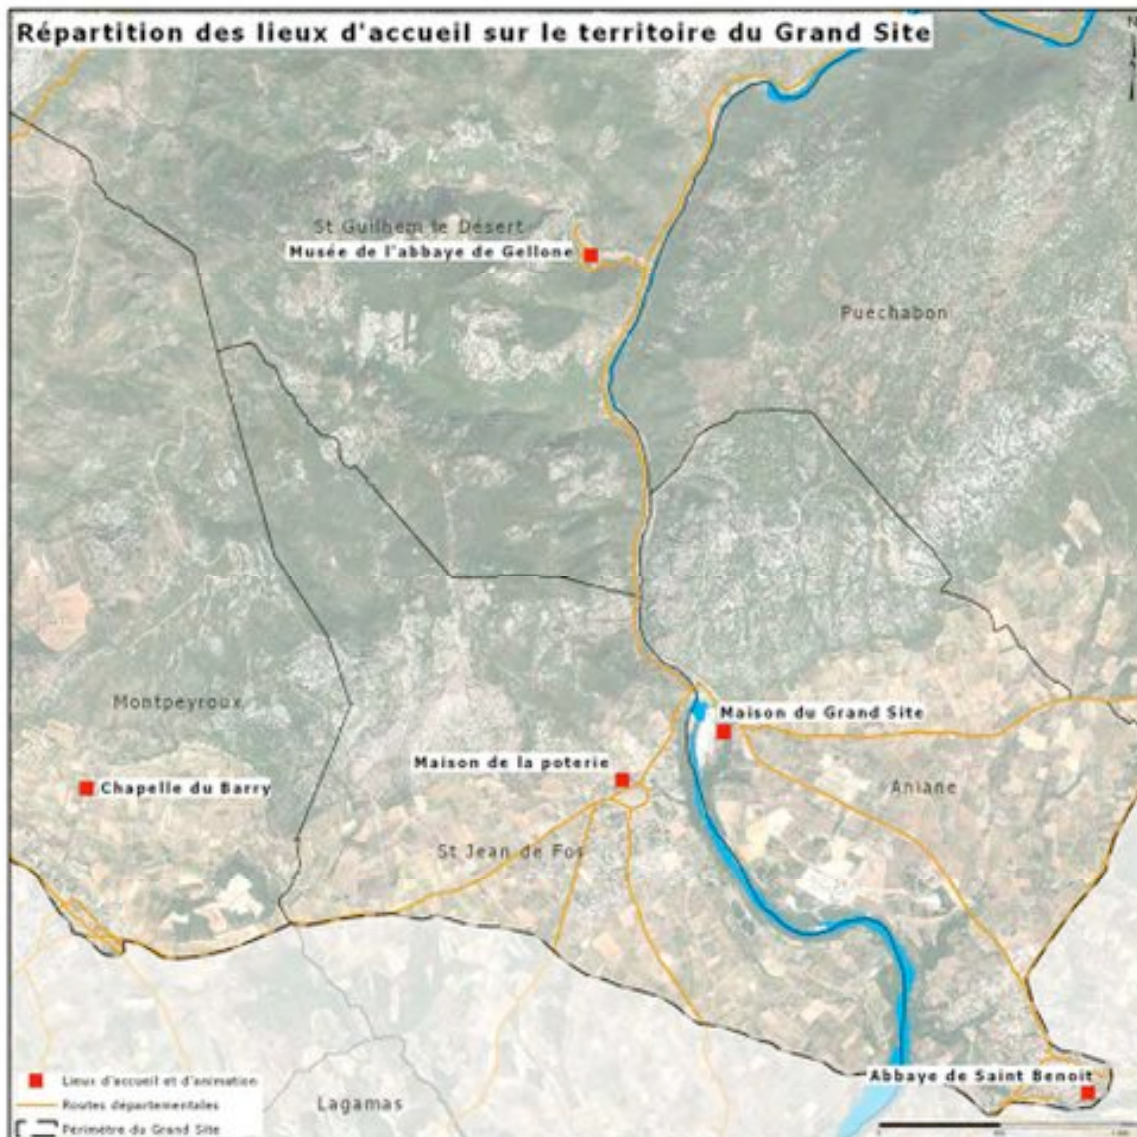 Répartition des lieux d'accueil sur le territoire du Grand Site
N
St Guilhem le Désert
Musée de l'abbaye de Gellone
Puechabon
Montpeyroux
Maison du Grand Site
Maison de la poterie
Chapelle du Barry
Aniane
St Jean de Fos
Abbaye de Saint Benoit
Lieux d'accueil et d'animation
Routes départementales
Périmètre du Grand Site
Lagamas
0